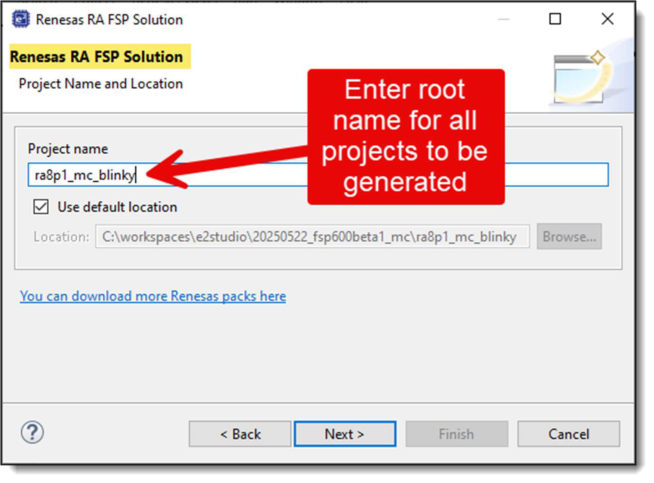 Renesas RA FSP Solution
Renesas RA FSP Solution
Project Name and Location
Enter root
name for all
projects to be
generated
Project name
ra8p1_mc_blinky
Use default location
Location: C:\workspaces\e2studio\20250522_fsp600beta1_mc\ra8p1_mc_blinky Browse...
You can download more Renesas packs here
? < Back Next > Finish Cancel